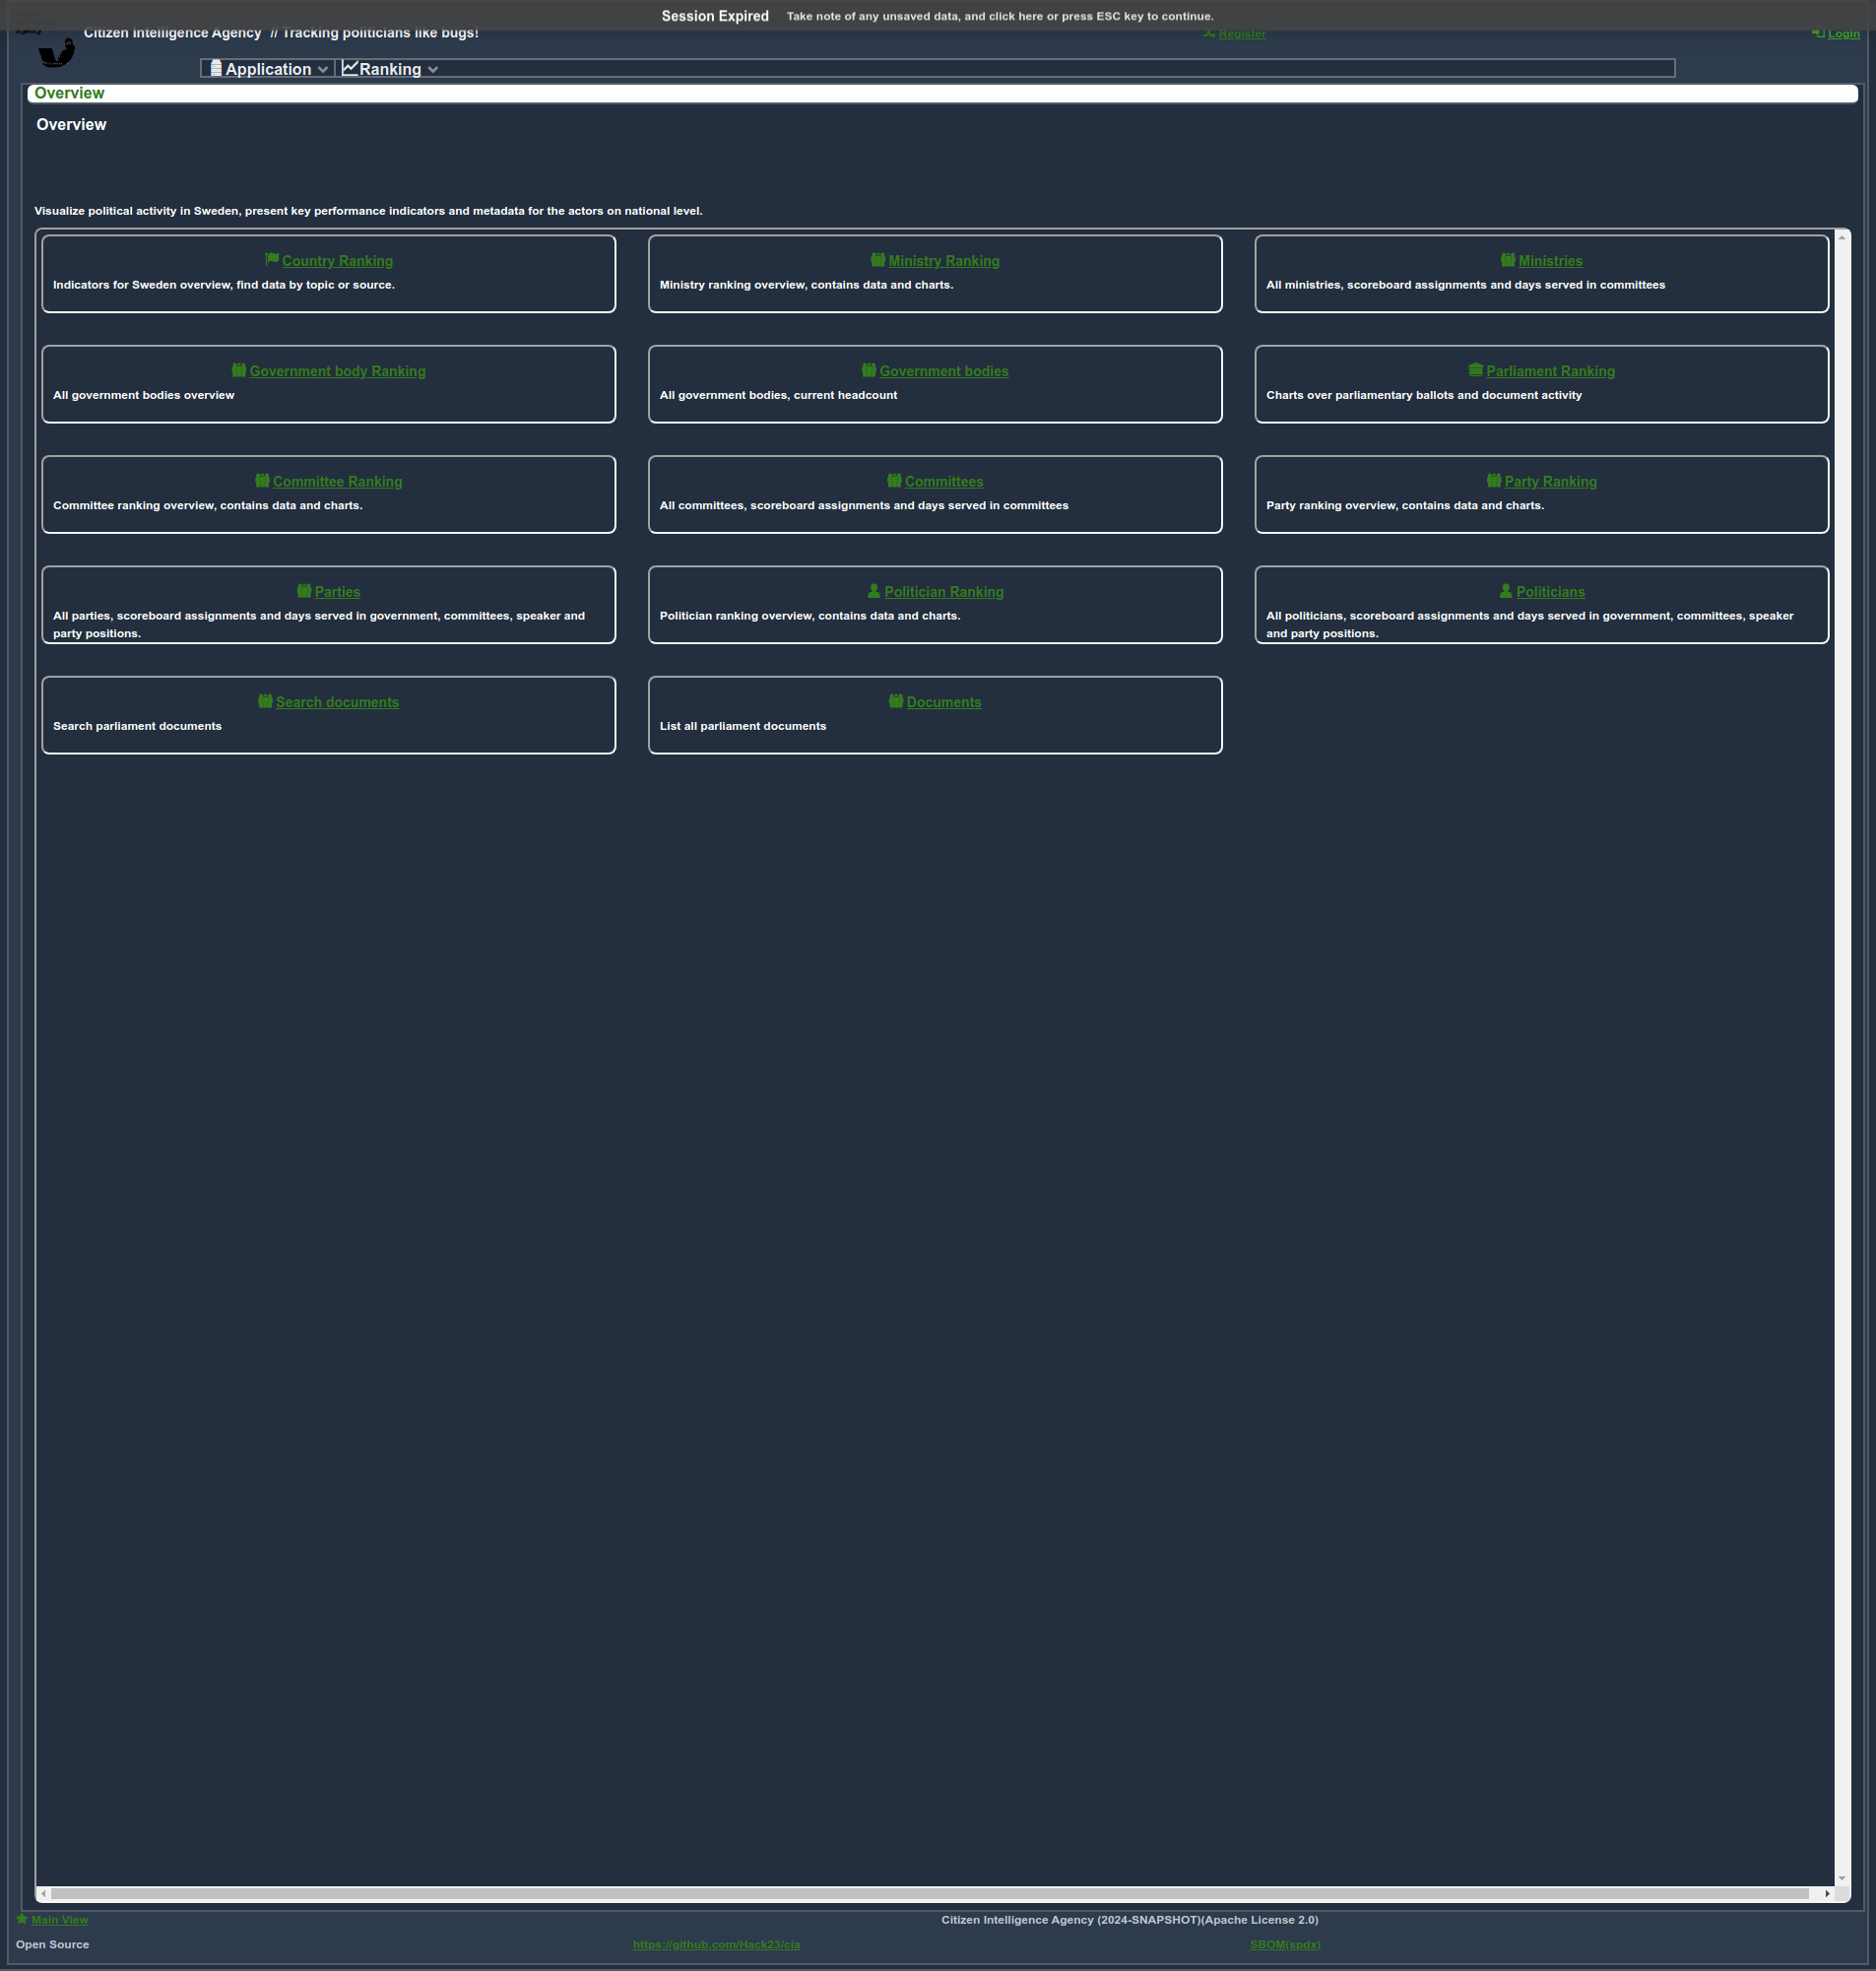 Session Expired Take note of any unsaved data, and click here or press ESC key to continue.
Agency
Citizen Intelligence Agency // Tracking politicians like bugs!
Register
Login
Application
Ranking
Overview
Overview
Visualize political activity in Sweden, present key performance indicators and metadata for the actors on national level.
Country Ranking
Indicators for Sweden overview, find data by topic or source.
Ministry Ranking
Ministry ranking overview, contains data and charts.
Ministries
All ministries, scoreboard assignments and days served in committees
Government body Ranking
All government bodies overview
Government bodies
All government bodies, current headcount
Parliament Ranking
Charts over parliamentary ballots and document activity
Committee Ranking
Committee ranking overview, contains data and charts.
Committees
All committees, scoreboard assignments and days served in committees
Party Ranking
Party ranking overview, contains data and charts.
Parties
All parties, scoreboard assignments and days served in government, committees, speaker and
party positions.
Politician Ranking
Politician ranking overview, contains data and charts.
Politicians
All politicians, scoreboard assignments and days served in government, committees, speaker
and party positions.
Search documents
Search parliament documents
Documents
List all parliament documents
Main View
Citizen Intelligence Agency (2024-SNAPSHOT)(Apache License 2.0)
Open Source
https://github.com/Hack23/cia
SBOM(spdx)